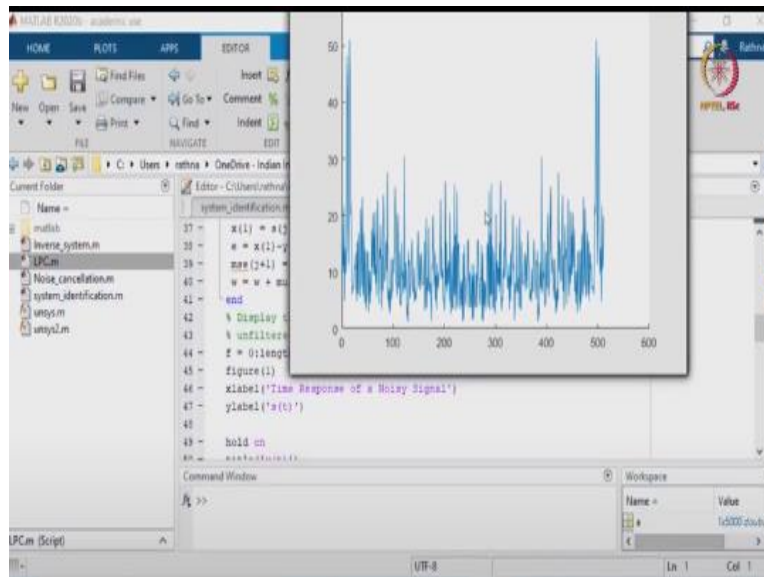 MATLAB R2020b - academic use
HOME PLOTS APPS EDITOR
Rathna
Find Files Insert
New Open Save Compare Go To Comment
Print Find Indent
FILE NAVIGATE EDIT
C: Users rathna OneDrive - Indian In
Current Folder Editor - C:\Users\rathna\
Name system_identification.m
matlab
Inverse_system.m
LPC.m
Noise_cancellation.m
system_identification.m
unsys.m
unsys2.m
37 - x(1) = s(j
38 - e = x(1)-y
39 - mse(j+1) =
40 - w = w + mu
41 - end
42 % Display t
43 % unfiltere
44 - f = 0:lengt
45 - figure(1)
46 - xlabel('Time Response of a Noisy Signal')
47 - ylabel('s(t)')
48
49 - hold on
50
50
40
30
20
10
0
0 100 200 300 400 500 600
NPTEL, IISc
Command Window
fx >>
Workspace
Name Value
1x5000 doub
LPC.m (Script)
UTF-8 Ln 1 Col 1